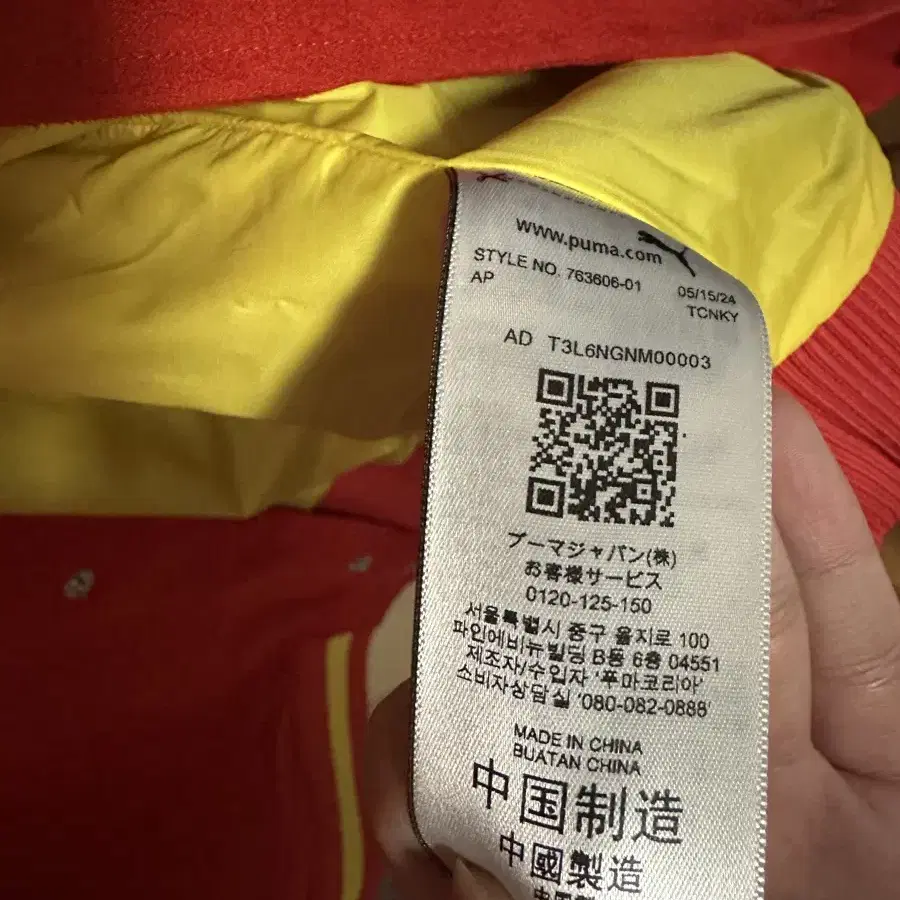 www.puma.com
STYLE NO. 763606-01 05/15/24
AP TCNKY
AD T3L6NGNM00003
プーマジャパン(株)
お客様サービス
0120-125-150
서울특별시 중구 을지로 100
파인에비뉴빌딩 B동 6층 04551
제조자/수입자 '푸마코리아'
소비자상담실 '080-082-0888'
MADE IN CHINA
BUATAN CHINA
中国制造
中國製造